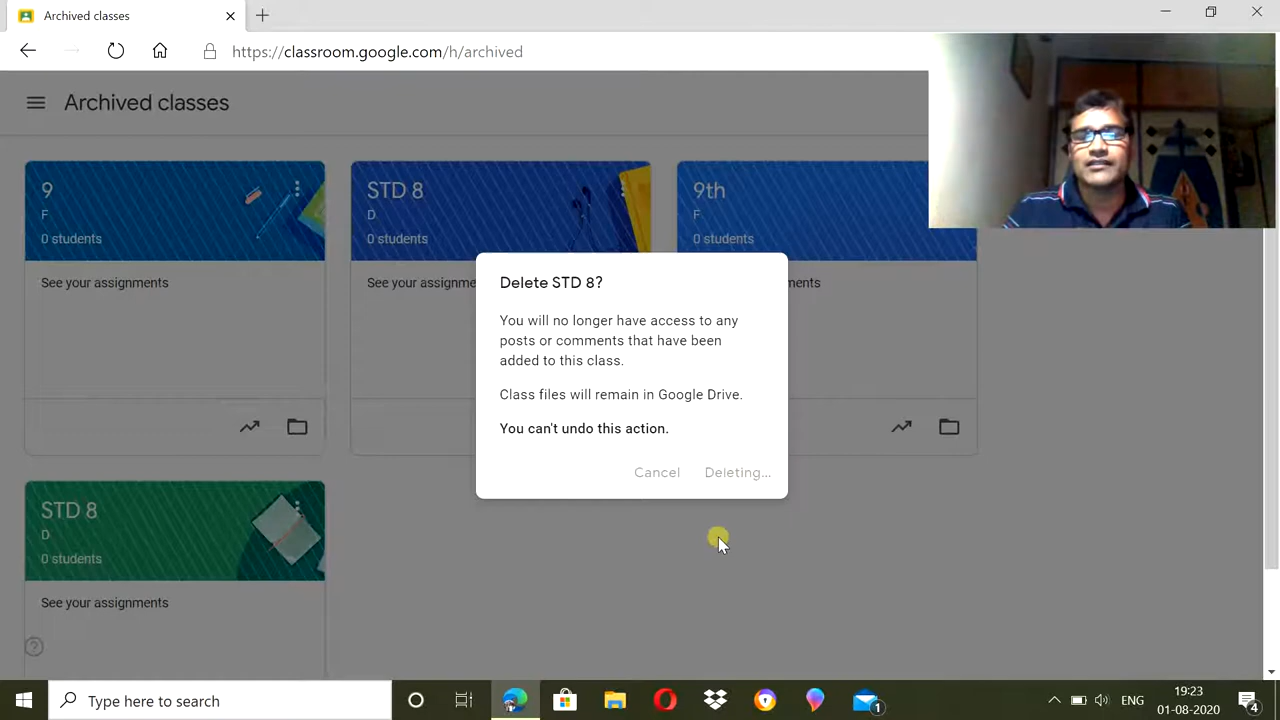 Archived classes
https://classroom.google.com/h/archived
Archived classes
9
F
0 students
See your assignments
STD 8
D
0 students
See your assignme
9th
F
0 students
nments
Delete STD 8?
You will no longer have access to any
posts or comments that have been
added to this class.
Class files will remain in Google Drive.
You can't undo this action.
Cancel Deleting...
STD 8
D
0 students
See your assignments
?
Type here to search
1
ENG
19:23
01-08-2020
4